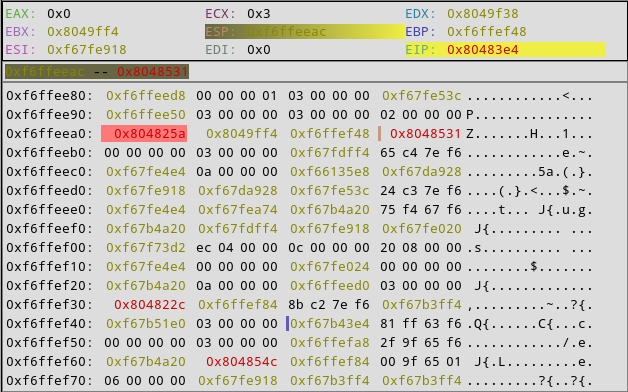 EAX: 0x0 ECX: 0x3 EDX: 0x8049f38
EBX: 0x8049ff4 ESP: 0xf6ffeeac EBP: 0xf6ffef48
ESI: 0xf67fe918 EDI: 0x0 EIP: 0x80483e4
0xf6ffeeac -- 0x8048531
0xf6ffee80: 0xf6ffeed8 00 00 00 01 03 00 00 00 0xf67fe53c ............<...
0xf6ffee90: 0xf6ffee50 03 00 00 00 03 00 00 00 02 00 00 00 P...............
0xf6ffeea0: 0x804825a 0x8049ff4 0xf6ffef48 0x8048531 Z.......H...1...
0xf6ffeeb0: 00 00 00 00 03 00 00 00 0xf67fdff4 65 c4 7e f6 ............e.~.
0xf6ffeec0: 0xf67fe4e4 0a 00 00 00 0xf66135e8 0xf67da928 ........5a.(.}.
0xf6ffeed0: 0xf67fe918 0xf67da928 0xf67fe53c 24 c3 7e f6 ....(.}.<...$.~.
0xf6ffeee0: 0xf67fe4e4 0xf67fea74 0xf67b4a20 75 f4 67 f6 ....t... J{.u.g.
0xf6ffeef0: 0xf67b4a20 0xf67fdff4 0xf67fe918 0xf67fe020 J{......... ...
0xf6ffef00: 0xf67f73d2 ec 04 00 00 0c 00 00 00 20 08 00 00 .s.......... ...
0xf6ffef10: 0xf67fe4e4 00 00 00 00 0xf67fe024 00 00 00 00 ........$.......
0xf6ffef20: 0xf67b4a20 0a 00 00 00 0xf6ffeed0 03 00 00 00 J{.............
0xf6ffef30: 0x804822c 0xf6ffef84 8b c2 7e f6 0xf67b3ff4 ,.........~..?{.
0xf6ffef40: 0xf67b51e0 03 00 00 00 0xf67b43e4 81 ff 63 f6 .Q{......C{...c.
0xf6ffef50: 00 00 00 00 03 00 00 00 0xf6ffefa8 2f 9f 65 f6 ............/.e.
0xf6ffef60: 0xf67b4a20 0x804854c 0xf6ffef84 00 9f 65 01 J{.L.........e.
0xf6ffef70: 06 00 00 00 0xf67fe918 0xf67b3ff4 0xf67b3ff4 .........?{..?{.